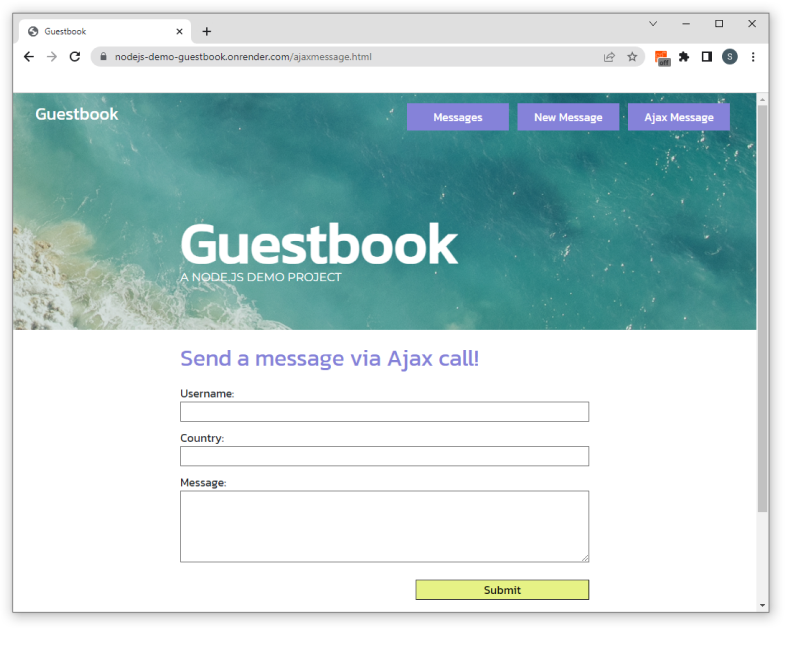 Guestbook
nodejs-demo-guestbook.onrender.com/ajaxmessage.html
off
S
Guestbook
Messages
New Message
Ajax Message
Guestbook
A NODE.JS DEMO PROJECT
Send a message via Ajax call!
Username:
Country:
Message:
Submit